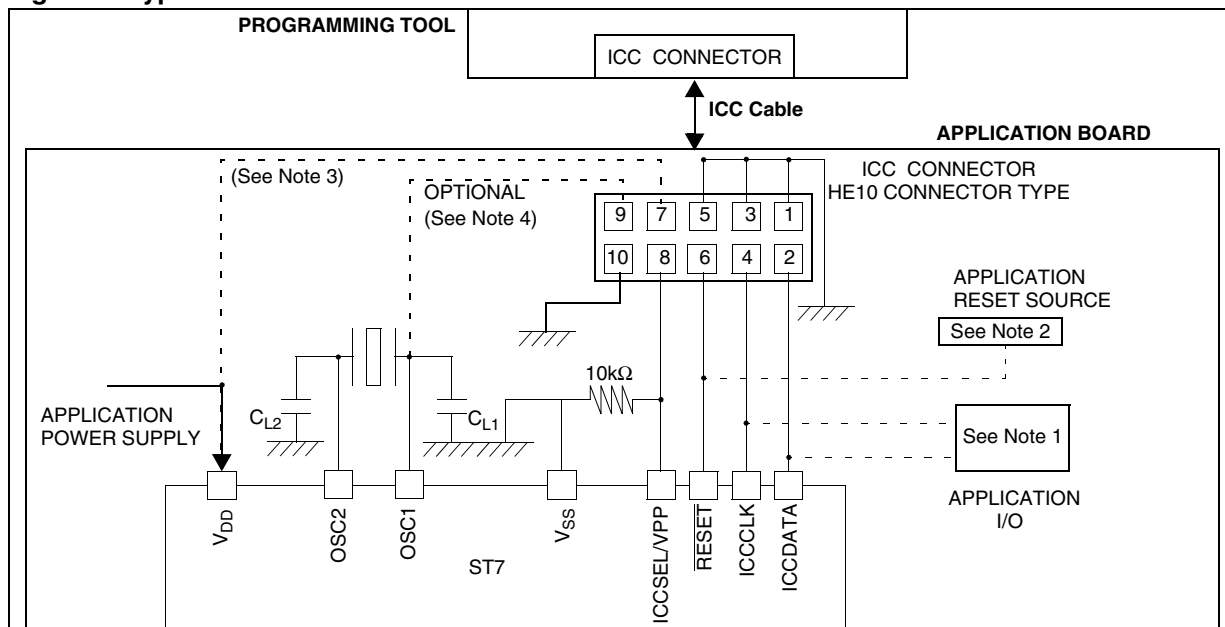 PROGRAMMING TOOL
ICC CONNECTOR
ICC Cable
APPLICATION BOARD
(See Note 3)
OPTIONAL
(See Note 4)
ICC CONNECTOR
HE10 CONNECTOR TYPE
9 7 5 3 1
10 8 6 4 2
APPLICATION
RESET SOURCE
See Note 2
10kΩ
APPLICATION
POWER SUPPLY
CL2
CL1
See Note 1
APPLICATION
I/O
VDD
OSC2
OSC1
VSS
ICCSEL/VPP
RESET
ICCCLK
ICCDATA
ST7